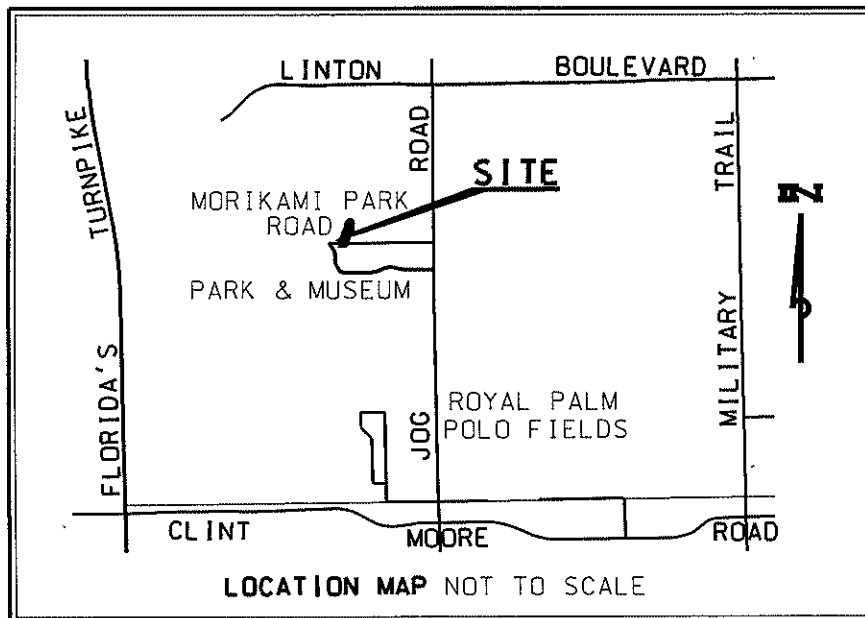 LINTON BOULEVARD
FLORIDA'S TURNPIKE
JOG ROAD
MILITARY TRAIL
SITE
MORIKAMI PARK
ROAD
N
PARK & MUSEUM
ROYAL PALM
POLO FIELDS
CLINT MOORE ROAD
LOCATION MAP NOT TO SCALE